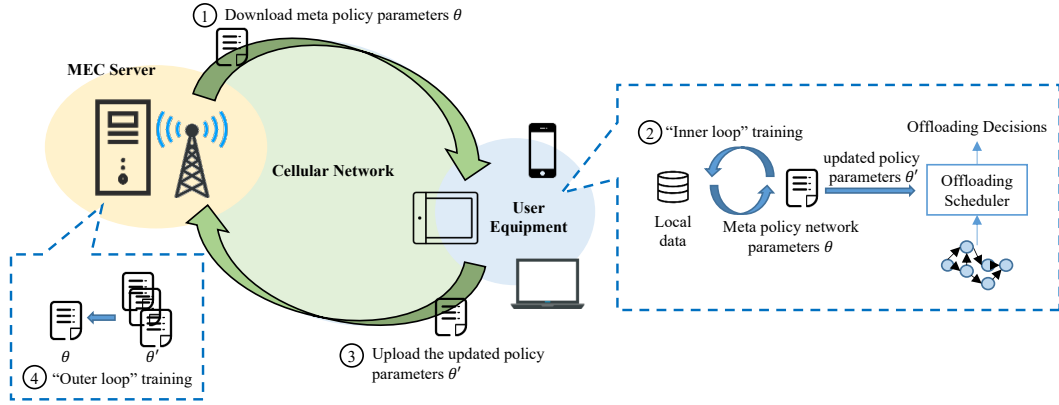 ① Download meta policy parameters θ
MEC Server
Cellular Network
User
Equipment
② “Inner loop” training
Local
data
Meta policy network
parameters θ
updated policy
parameters θ′
Offloading Decisions
Offloading
Scheduler
③ Upload the updated policy
parameters θ′
θ θ′
④ “Outer loop” training